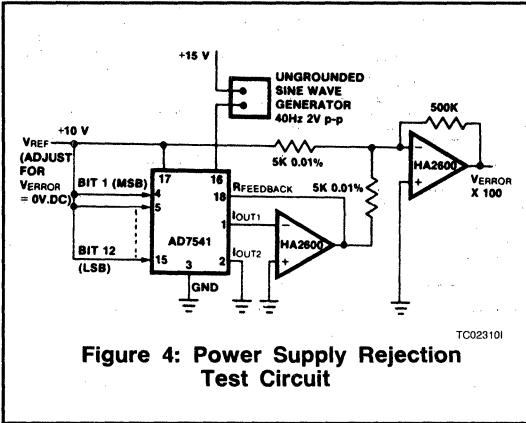 +15 V
UNGROUNDED
SINE WAVE
GENERATOR
40Hz 2V p-p
500K
+10 V
VREF
(ADJUST
FOR
VERROR
= 0V.DC)
5K 0.01%
HA2600
VERROR
X 100
17
16
BIT 1 (MSB)
4
5
18
RFEEDBACK
5K 0.01%
1
IOUT1
AD7541
HA2600
BIT 12
(LSB)
15
3
2
IOUT2
GND
TC02310I
Figure 4: Power Supply Rejection
Test Circuit